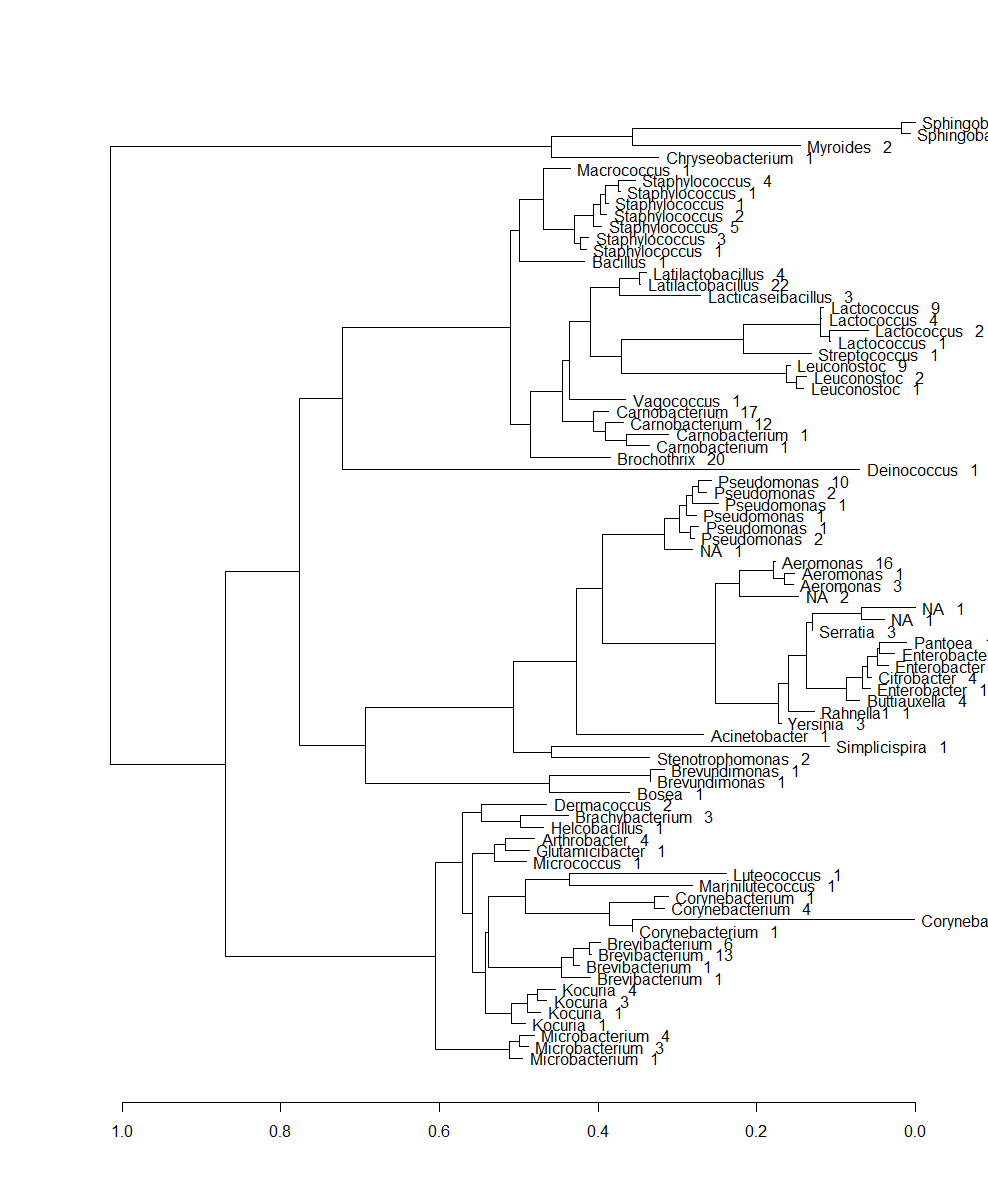 Sphingob
Sphingoba
Myroides 2
Chryseobacterium 1
Macrococcus 1
Staphylococcus 4
Staphylococcus 1
Staphylococcus 1
Staphylococcus 2
Staphylococcus 5
Staphylococcus 3
Staphylococcus 1
Bacillus 1
Latilactobacillus 4
Latilactobacillus 22
Lacticaseibacillus 3
Lactococcus 9
Lactococcus 4
Lactococcus 2
Lactococcus 1
Streptococcus 1
Leuconostoc 9
Leuconostoc 2
Leuconostoc 1
Vagococcus 1
Carnobacterium 17
Carnobacterium 12
Carnobacterium 1
Carnobacterium 1
Brochothrix 20
Deinococcus 1
Pseudomonas 10
Pseudomonas 2
Pseudomonas 1
Pseudomonas 1
Pseudomonas 1
Pseudomonas 2
NA 1
Aeromonas 16
Aeromonas 1
Aeromonas 3
NA 2
NA 1
NA 1
Serratia 3
Pantoea
Enterobacte
Enterobacter
Citrobacter 4
Enterobacter 1
Buttiauxella 4
Rahnella1 1
Yersinia 3
Acinetobacter 1
Simplicispira 1
Stenotrophomonas 2
Brevundimonas 1
Brevundimonas 1
Bosea 1
Dermacoccus 2
Brachybacterium 3
Helcobacillus 1
Arthrobacter 4
Glutamicibacter 1
Micrococcus 1
Luteococcus 1
Marinilutecoccus 1
Corynebacterium 1
Corynebacterium 4
Coryneba
Corynebacterium 1
Brevibacterium 6
Brevibacterium 13
Brevibacterium 1
Brevibacterium 1
Kocuria 4
Kocuria 3
Kocuria 1
Kocuria 1
Microbacterium 4
Microbacterium 3
Microbacterium 1
1.0 0.8 0.6 0.4 0.2 0.0